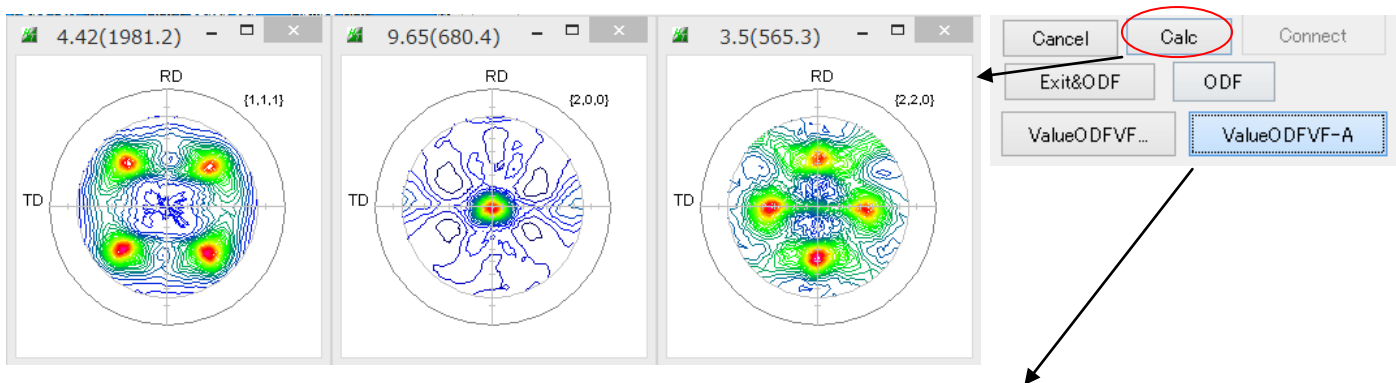 4.42(1981.2)
RD
{1,1,1}
TD
9.65(680.4)
RD
{2,0,0}
TD
3.5(565.3)
RD
{2,2,0}
TD
Cancel Calc Connect
Exit&ODF ODF
ValueODFVF... ValueODFVF-A